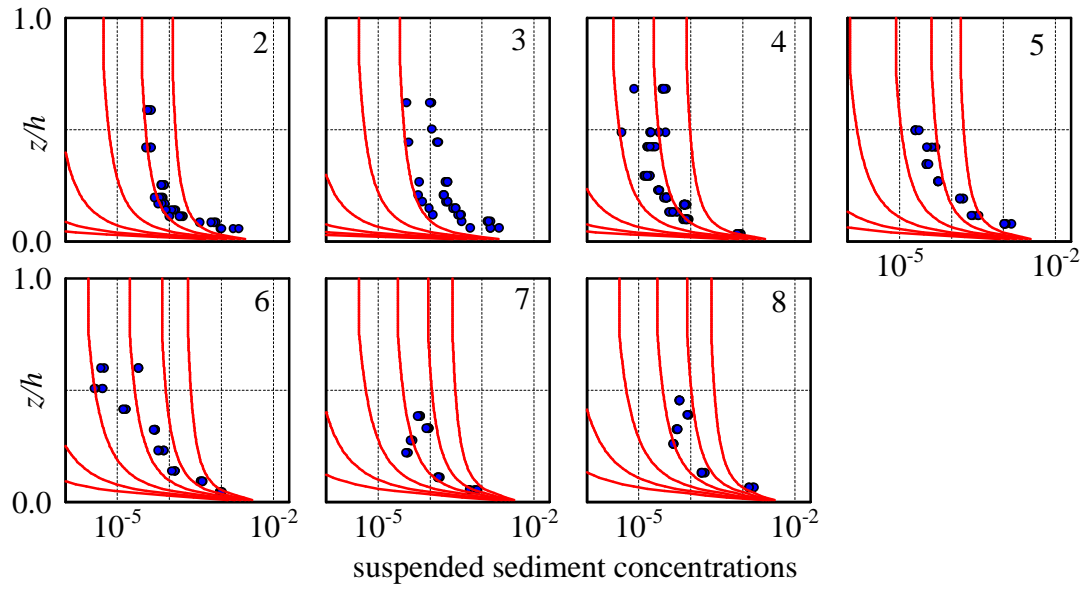 1.0 2 3 4 5
z/h
0.0 10⁻⁵ 10⁻²
1.0 6 7 8
z/h
0.0
10⁻⁵ 10⁻² 10⁻⁵ 10⁻² 10⁻⁵ 10⁻²
suspended sediment concentrations